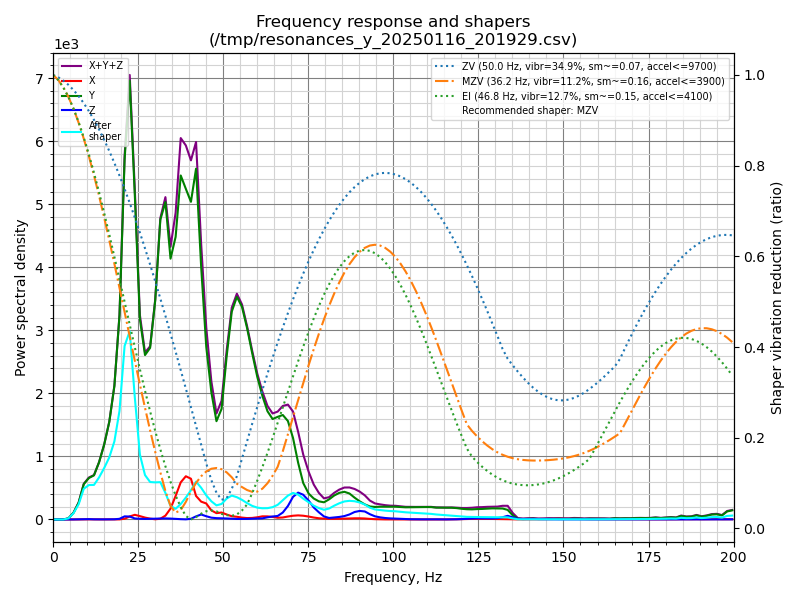 Frequency response and shapers
(/tmp/resonances_y_20250116_201929.csv)
1e3
X+Y+Z
X
Y
Z
After
shaper
ZV (50.0 Hz, vibr=34.9%, sm~=0.07, accel<=9700)
MZV (36.2 Hz, vibr=11.2%, sm~=0.16, accel<=3900)
EI (46.8 Hz, vibr=12.7%, sm~=0.15, accel<=4100)
Recommended shaper: MZV
7
6
5
4
3
2
1
0
Power spectral density
1.0
0.8
0.6
0.4
0.2
0.0
Shaper vibration reduction (ratio)
0 25 50 75 100 125 150 175 200
Frequency, Hz